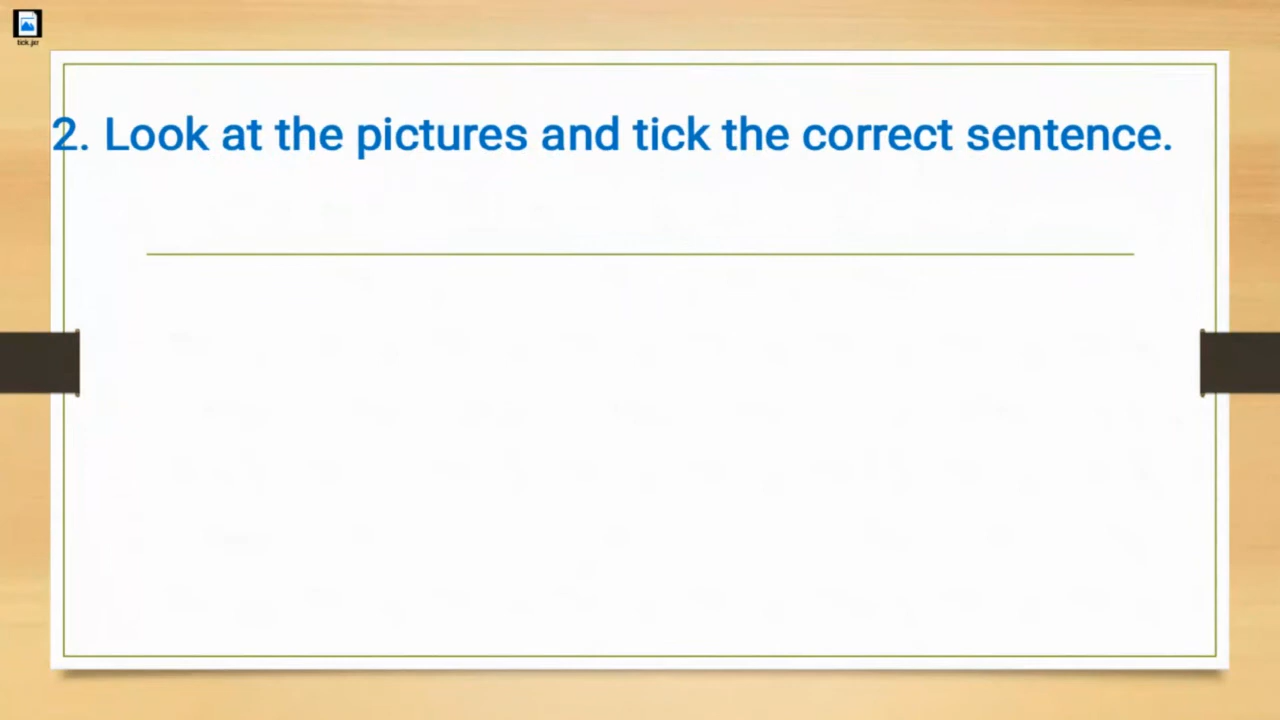 2. Look at the pictures and tick the correct sentence.